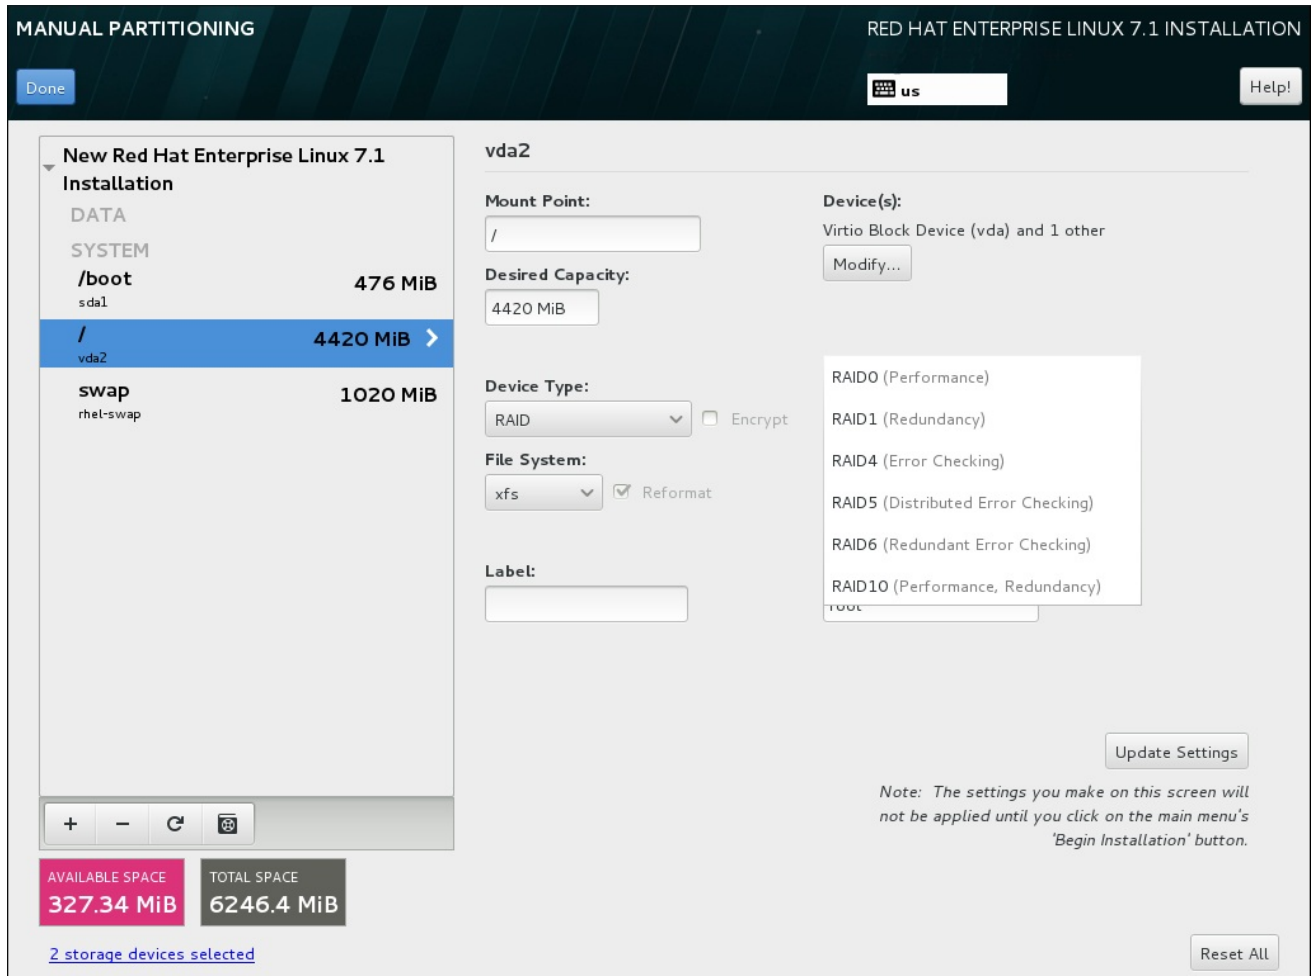 MANUAL PARTITIONING
RED HAT ENTERPRISE LINUX 7.1 INSTALLATION
Done
us
Help!
New Red Hat Enterprise Linux 7.1
Installation
DATA
SYSTEM
/boot 476 MiB
sda1
/ 4420 MiB
vda2
swap 1020 MiB
rhel-swap
+ −
AVAILABLE SPACE
327.34 MiB
TOTAL SPACE
6246.4 MiB
2 storage devices selected
vda2
Mount Point:
/
Desired Capacity:
4420 MiB
Device(s):
Virtio Block Device (vda) and 1 other
Modify...
Device Type:
RAID Encrypt
File System:
xfs Reformat
Label:
RAID0 (Performance)
RAID1 (Redundancy)
RAID4 (Error Checking)
RAID5 (Distributed Error Checking)
RAID6 (Redundant Error Checking)
RAID10 (Performance, Redundancy)
root
Update Settings
Note: The settings you make on this screen will
not be applied until you click on the main menu's
'Begin Installation' button.
Reset All